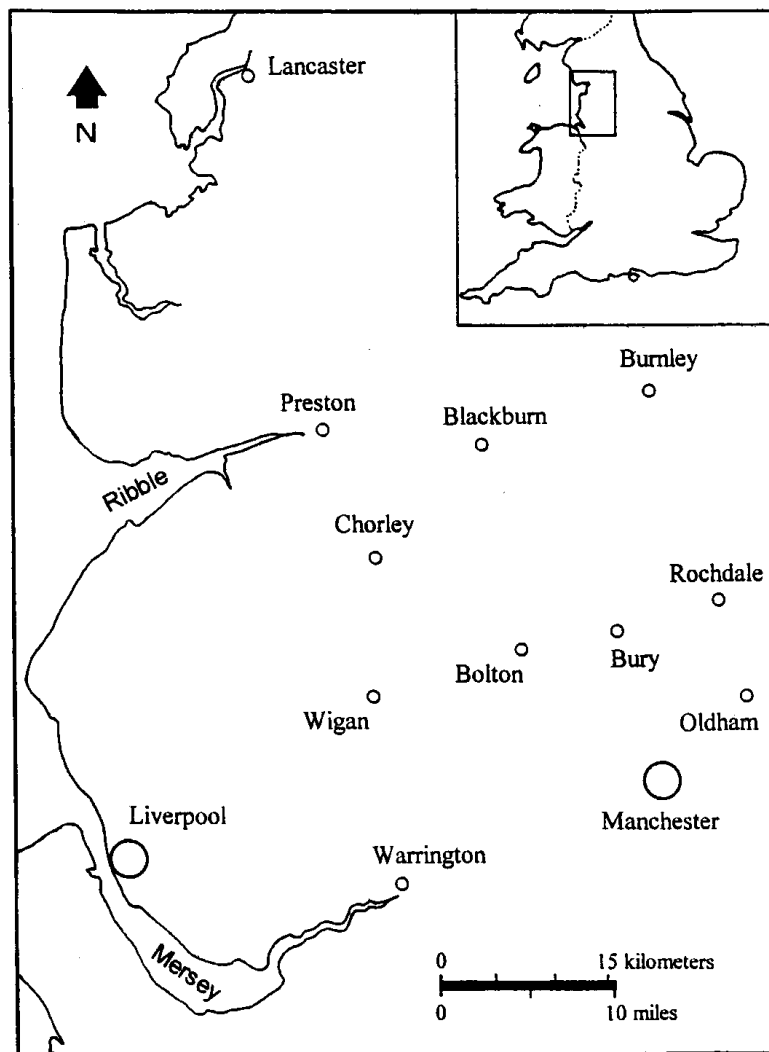 Lancaster
N
Burnley
Preston
Blackburn
Ribble
Chorley
Rochdale
Bury
Bolton
Wigan
Oldham
Liverpool
Manchester
Warrington
Mersey
0 15 kilometers
0 10 miles